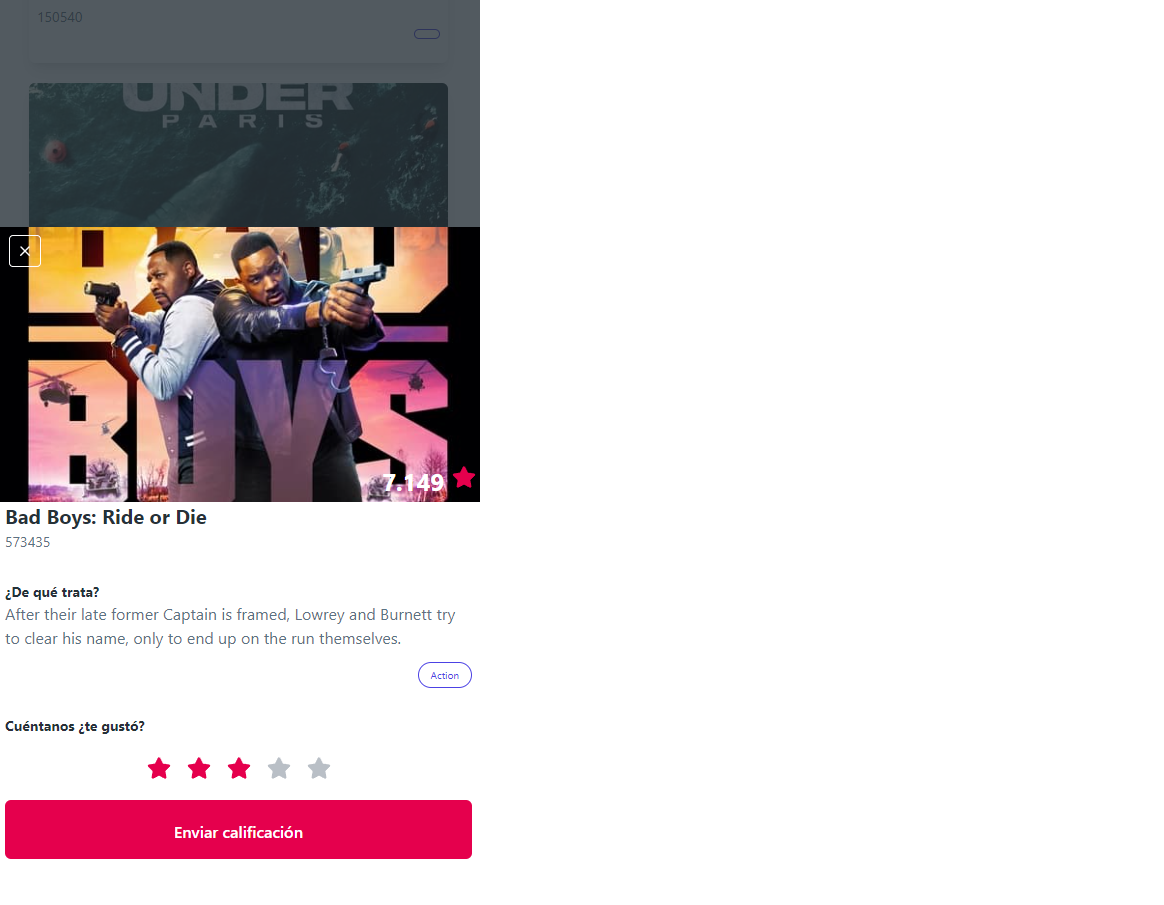 150540
UNDER
PARIS
BAD
BOYS
7.149
Bad Boys: Ride or Die
573435
¿De qué trata?
After their late former Captain is framed, Lowrey and Burnett try
to clear his name, only to end up on the run themselves.
Action
Cuéntanos ¿te gustó?
Enviar calificación